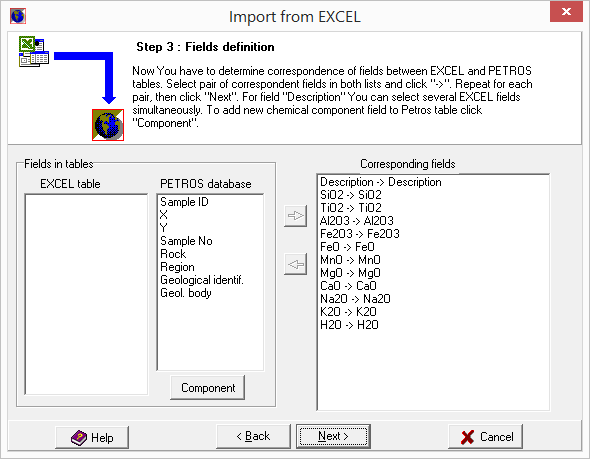 Import from EXCEL
Step 3 : Fields definition
Now You have to determine correspondence of fields between EXCEL and PETROS
tables. Select pair of correspondent fields in both lists and click "->". Repeat for each
pair, then click "Next". For field "Description" You can select several EXCEL fields
simultaneously. To add new chemical component field to Petros table click
"Component".
Fields in tables
EXCEL table
PETROS database
Sample ID
X
Y
Sample No
Rock
Region
Geological identif.
Geol. body
Component
Corresponding fields
Description -> Description
SiO2 -> SiO2
TiO2 -> TiO2
Al2O3 -> Al2O3
Fe2O3 -> Fe2O3
FeO -> FeO
MnO -> MnO
MgO -> MgO
CaO -> CaO
Na2O -> Na2O
K2O -> K2O
H2O -> H2O
Help
< Back
Next >
Cancel